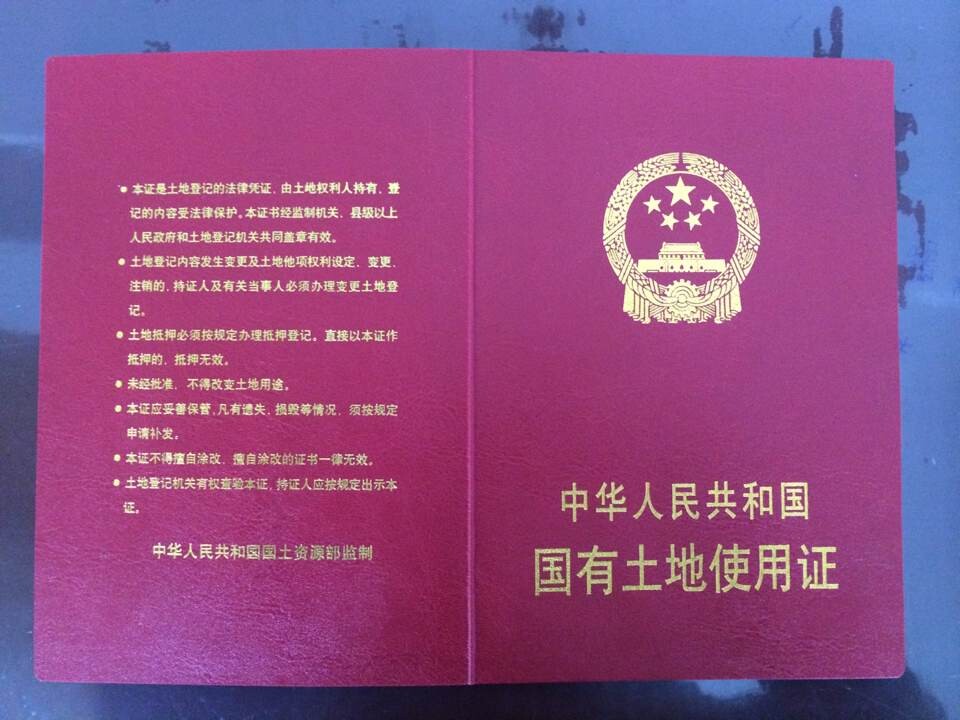 ● 本证是土地登记的法律凭证，由土地权利人持有，登
记的内容受法律保护。本证书经监制机关、县级以上
人民政府和土地登记机关共同盖章有效。
● 土地登记内容发生变更及土地他项权利设定、变更、
注销的，持证人及有关当事人必须办理变更土地登
记。
● 土地抵押必须按规定办理抵押登记。直接以本证作
抵押的，抵押无效。
● 未经批准，不得改变土地用途。
● 本证应妥善保管，凡有遗失、损毁等情况，须按规定
申请补发。
● 本证不得擅自涂改，擅自涂改的证书一律无效。
● 土地登记机关有权查验本证，持证人应按规定出示本
证。
中华人民共和国国土资源部监制
中华人民共和国
国有土地使用证